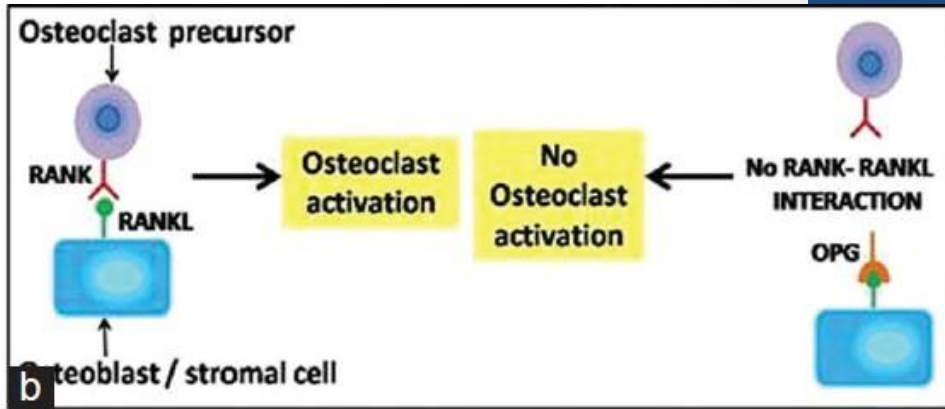 Osteoclast precursor
RANK
RANKL
Osteoclast
activation
No
Osteoclast
activation
No RANK- RANKL
INTERACTION
OPG
teoblast / stromal cell
b